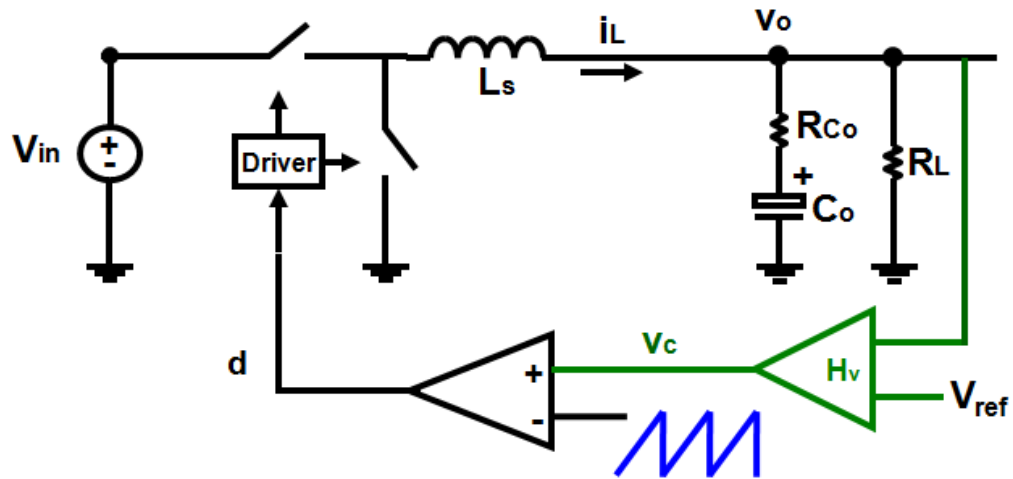 iL
vo
Ls
RCo
Vin
+
-
Driver
RL
+
Co
vc
d
+
-
Hv
Vref